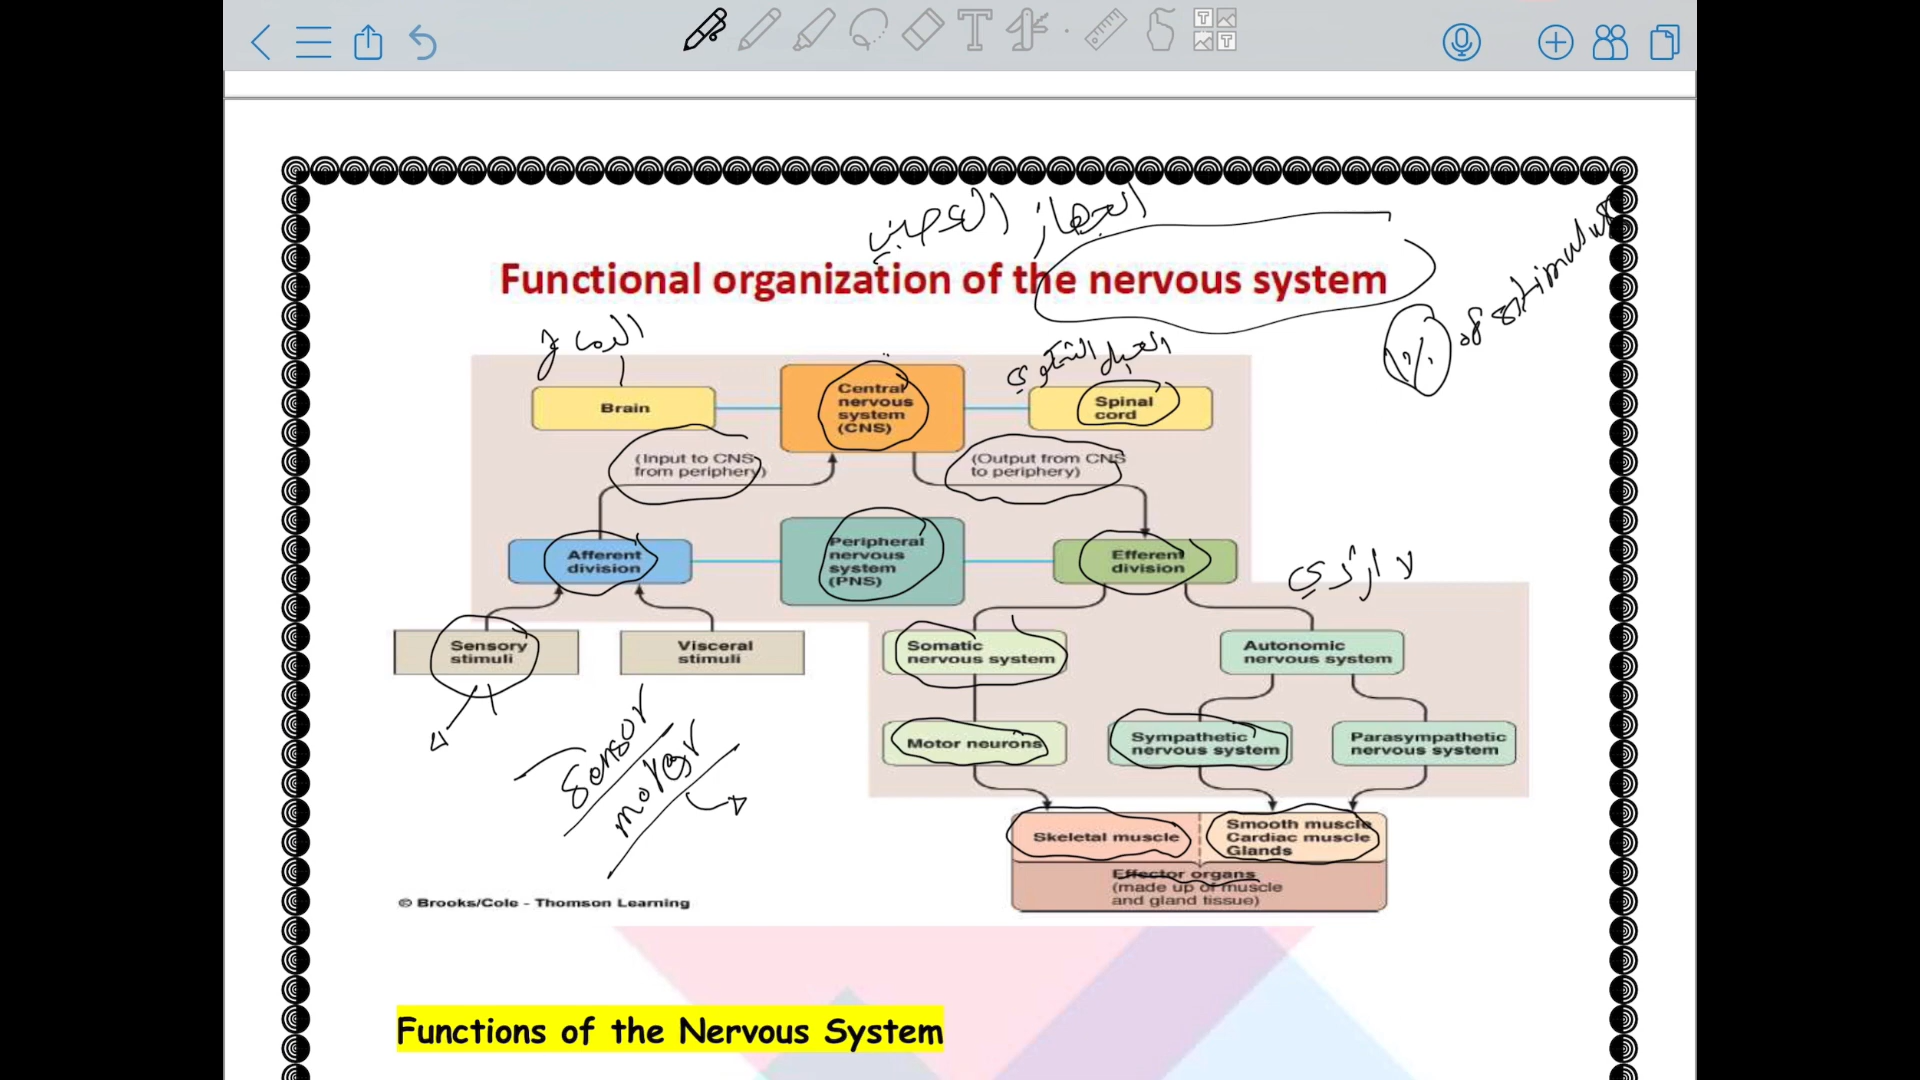 الجهاز العصبي
Functional organization of the nervous system
1% of stimulus
الدماغ
الحبل الشوكي
Brain
Central
nervous
system
(CNS)
Spinal
cord
(Input to CNS
from periphery)
(Output from CNS
to periphery)
Afferent
division
Peripheral
nervous
system
(PNS)
Efferent
division
لا ارادي
Sensory
stimuli
Visceral
stimuli
Somatic
nervous system
Autonomic
nervous system
Sensor
motor
Motor neurons
Sympathetic
nervous system
Parasympathetic
nervous system
Skeletal muscle
Smooth muscle
Cardiac muscle
Glands
Effector organs
(made up of muscle
and gland tissue)
© Brooks/Cole - Thomson Learning
Functions of the Nervous System